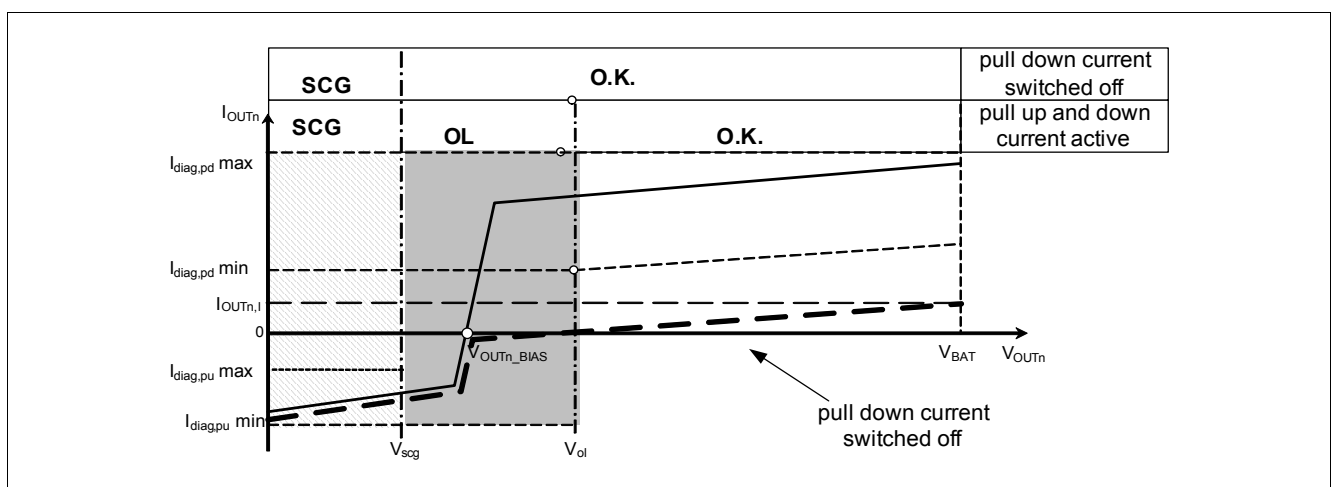 SCG
O.K.
pull down current
switched off
I_OUTn
SCG
OL
O.K.
pull up and down
current active
I_diag,pd max
I_diag,pd min
I_OUTn,l
0
V_OUTn_BIAS
V_BAT
V_OUTn
I_diag,pu max
I_diag,pu min
pull down current
switched off
V_scg
V_ol